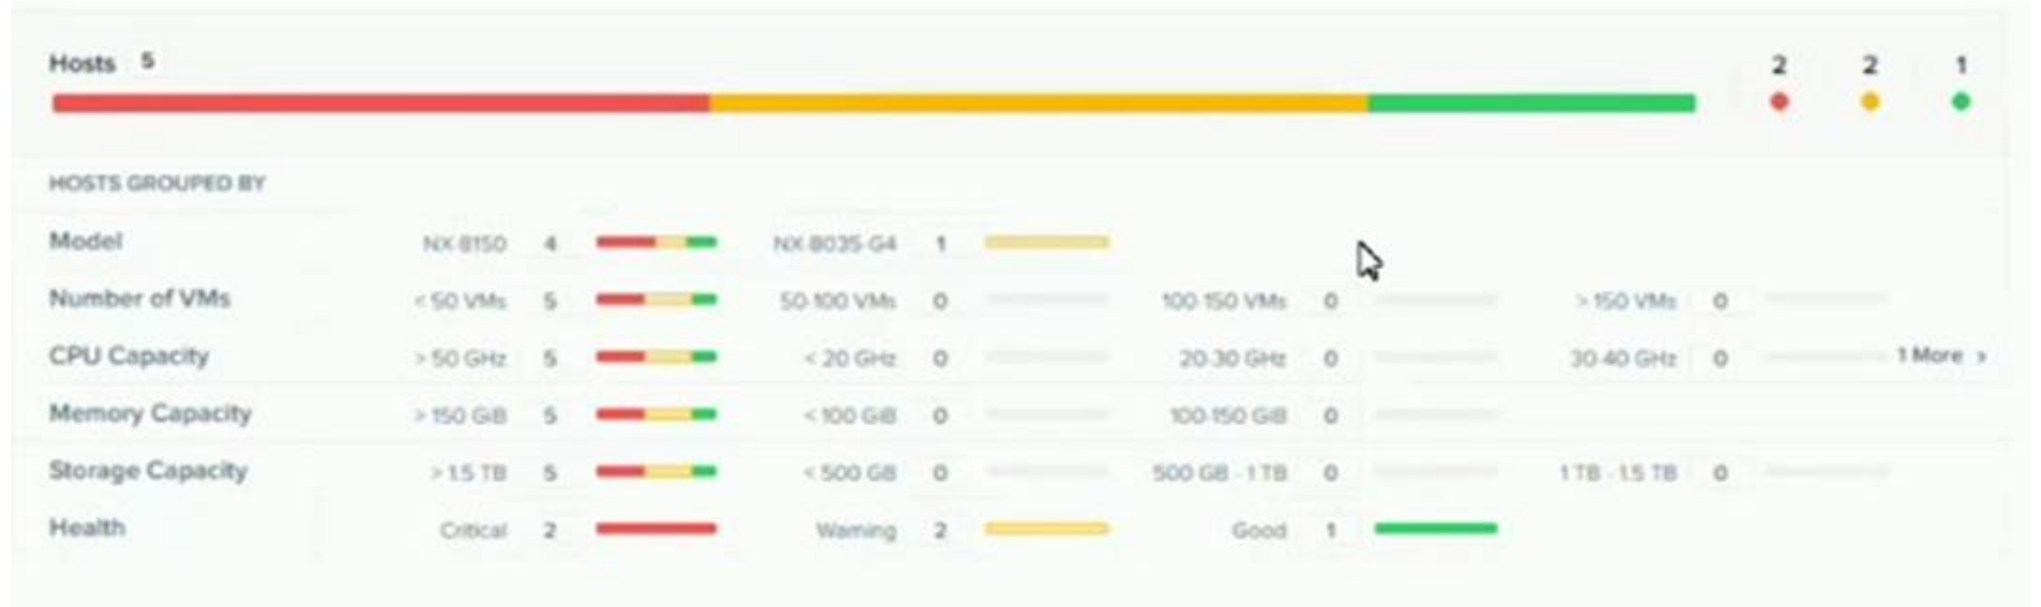 Hosts 5 2 2 1
HOSTS GROUPED BY
Model NX-8150 4 NX-8035-G4 1
Number of VMs < 50 VMs 5 50-100 VMs 0 100-150 VMs 0 > 150 VMs 0
CPU Capacity > 50 GHz 5 < 20 GHz 0 20-30 GHz 0 30-40 GHz 0 1 More >
Memory Capacity > 150 GiB 5 < 100 GiB 0 100-150 GiB 0
Storage Capacity > 1.5 TB 5 < 500 GB 0 500 GB - 1 TB 0 1 TB - 1.5 TB 0
Health Critical 2 Warning 2 Good 1